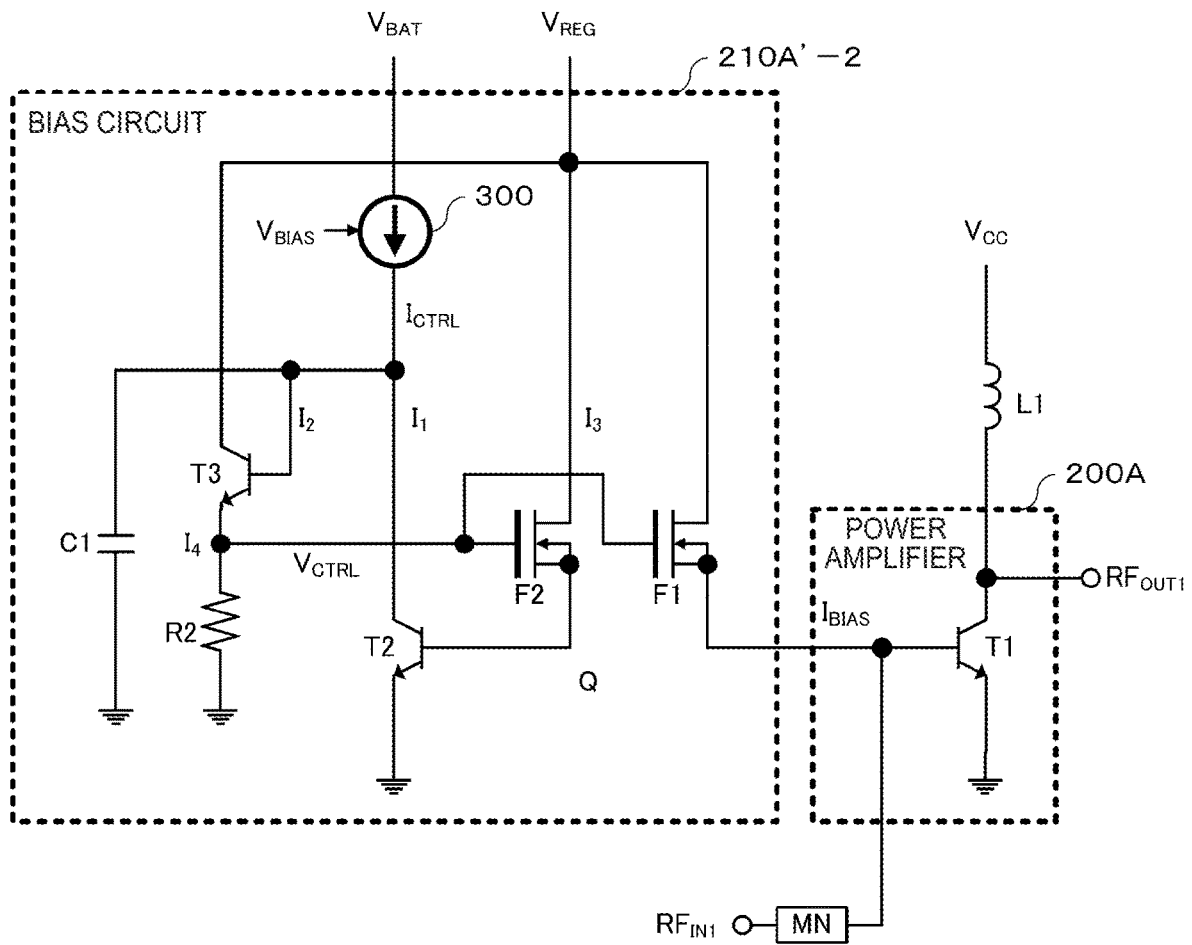 V_BAT V_REG
210A'-2
BIAS CIRCUIT
300
V_BIAS
V_CC
I_CTRL
I_2 I_1 I_3
L1
T3
200A
POWER
AMPLIFIER
C1 I_4 V_CTRL
F2 F1
RF_OUT1
I_BIAS
R2 T2 T1
Q
RF_IN1 MN